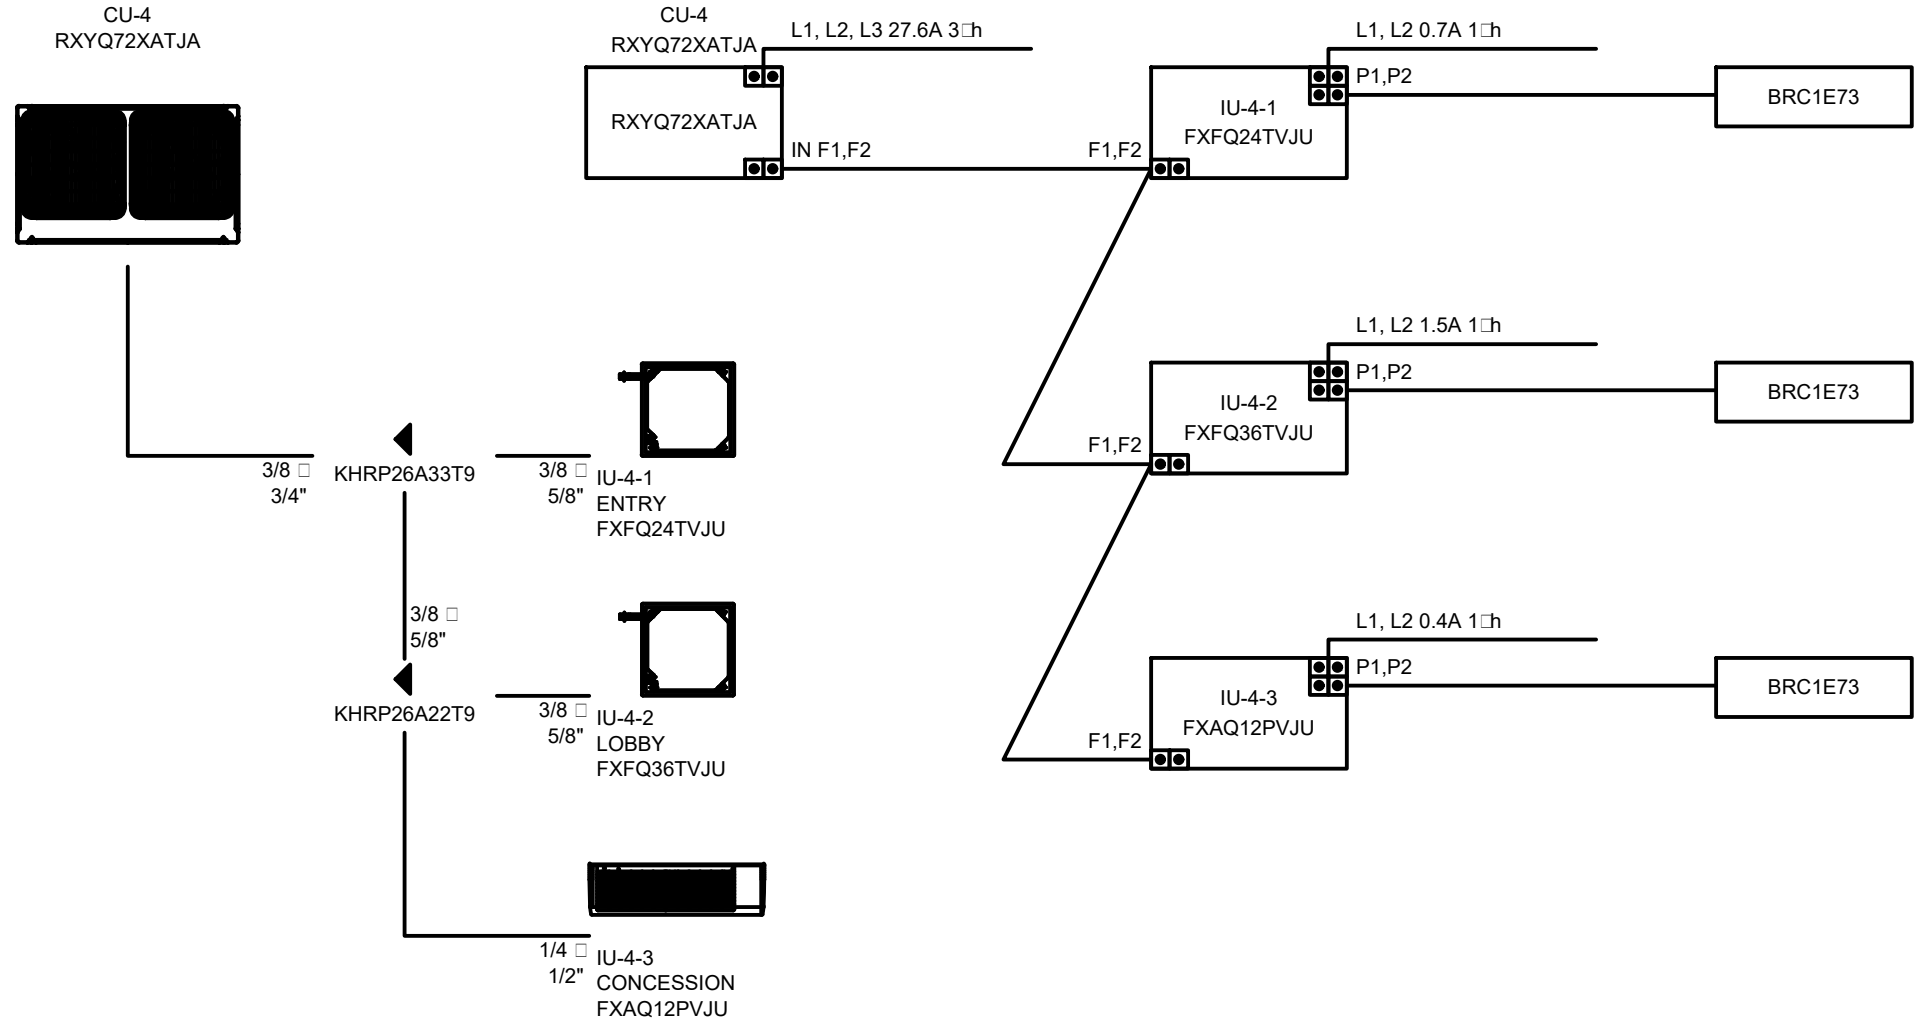 CU-4
RXYQ72XATJA
3/8 □
3/4"
KHRP26A33T9
3/8 □
5/8"
IU-4-1
ENTRY
FXFQ24TVJU
3/8 □
5/8"
KHRP26A22T9
3/8 □
5/8"
IU-4-2
LOBBY
FXFQ36TVJU
1/4 □
1/2"
IU-4-3
CONCESSION
FXAQ12PVJU
CU-4
RXYQ72XATJA
L1, L2, L3 27.6A 3□h
RXYQ72XATJA
IN F1,F2
F1,F2
L1, L2 0.7A 1□h
P1,P2
IU-4-1
FXFQ24TVJU
BRC1E73
L1, L2 1.5A 1□h
P1,P2
IU-4-2
FXFQ36TVJU
F1,F2
BRC1E73
L1, L2 0.4A 1□h
P1,P2
IU-4-3
FXAQ12PVJU
F1,F2
BRC1E73